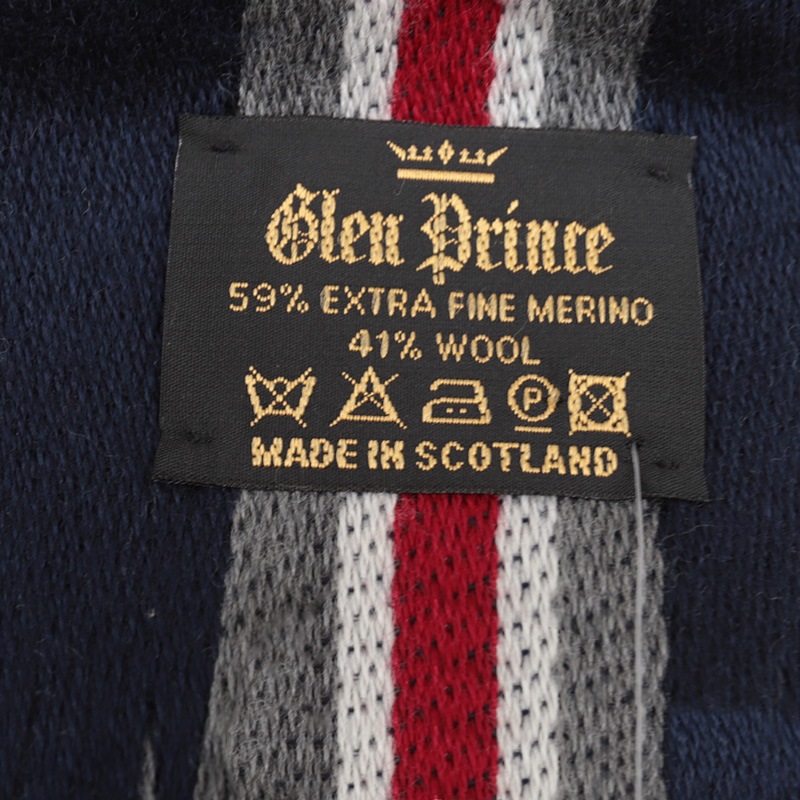 Glen Prince
59% EXTRA FINE MERINO
41% WOOL
P
MADE IN SCOTLAND